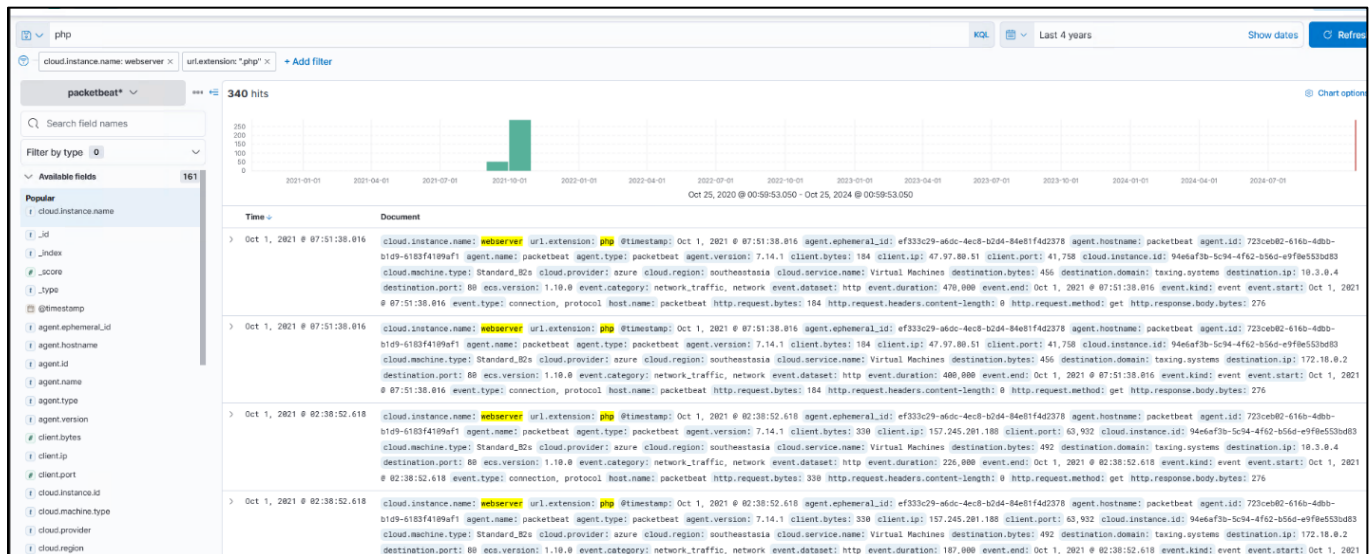 php
KQL
Last 4 years
Show dates
Refres
cloud.instance.name: webserver ×
url.extension: ".php" ×
+ Add filter
packetbeat*
340 hits
Chart option
Search field names
Filter by type 0
Available fields 161
Popular
t cloud.instance.name
t _id
t _index
# _score
t _type
@timestamp
t agent.ephemeral_id
t agent.hostname
t agent.id
t agent.name
t agent.type
t agent.version
# client.bytes
t client.ip
# client.port
t cloud.instance.id
t cloud.machine.type
t cloud.provider
t cloud.region
250
200
150
100
50
0
2021-01-01 2021-04-01 2021-07-01 2021-10-01 2022-01-01 2022-04-01 2022-07-01 2022-10-01 2023-01-01 2023-04-01 2023-07-01 2023-10-01 2024-01-01 2024-04-01 2024-07-01
Oct 25, 2020 @ 00:59:53.050 - Oct 25, 2024 @ 00:59:53.050
Time Document
Oct 1, 2021 @ 07:51:38.016 cloud.instance.name: webserver url.extension: php @timestamp: Oct 1, 2021 @ 07:51:38.016 agent.ephemeral_id: ef333c29-a6dc-4ec8-b2d4-84e81f4d2378 agent.hostname: packetbeat agent.id: 723ceb02-616b-4dbb-
b1d9-6183f4109af1 agent.name: packetbeat agent.type: packetbeat agent.version: 7.14.1 client.bytes: 184 client.ip: 47.97.80.51 client.port: 41,758 cloud.instance.id: 94e6af3b-5c94-4f62-b56d-e9f0e553bd83
cloud.machine.type: Standard_B2s cloud.provider: azure cloud.region: southeastasia cloud.service.name: Virtual Machines destination.bytes: 456 destination.domain: taxing.systems destination.ip: 10.3.0.4
destination.port: 80 ecs.version: 1.10.0 event.category: network_traffic, network event.dataset: http event.duration: 470,000 event.end: Oct 1, 2021 @ 07:51:38.016 event.kind: event event.start: Oct 1, 2021
@ 07:51:38.016 event.type: connection, protocol host.name: packetbeat http.request.bytes: 184 http.request.headers.content-length: 0 http.request.method: get http.response.body.bytes: 276
Oct 1, 2021 @ 07:51:38.016 cloud.instance.name: webserver url.extension: php @timestamp: Oct 1, 2021 @ 07:51:38.016 agent.ephemeral_id: ef333c29-a6dc-4ec8-b2d4-84e81f4d2378 agent.hostname: packetbeat agent.id: 723ceb02-616b-4dbb-
b1d9-6183f4109af1 agent.name: packetbeat agent.type: packetbeat agent.version: 7.14.1 client.bytes: 184 client.ip: 47.97.80.51 client.port: 41,758 cloud.instance.id: 94e6af3b-5c94-4f62-b56d-e9f0e553bd83
cloud.machine.type: Standard_B2s cloud.provider: azure cloud.region: southeastasia cloud.service.name: Virtual Machines destination.bytes: 456 destination.domain: taxing.systems destination.ip: 172.18.0.2
destination.port: 80 ecs.version: 1.10.0 event.category: network_traffic, network event.dataset: http event.duration: 400,000 event.end: Oct 1, 2021 @ 07:51:38.016 event.kind: event event.start: Oct 1, 2021
@ 07:51:38.016 event.type: connection, protocol host.name: packetbeat http.request.bytes: 184 http.request.headers.content-length: 0 http.request.method: get http.response.body.bytes: 276
Oct 1, 2021 @ 02:38:52.618 cloud.instance.name: webserver url.extension: php @timestamp: Oct 1, 2021 @ 02:38:52.618 agent.ephemeral_id: ef333c29-a6dc-4ec8-b2d4-84e81f4d2378 agent.hostname: packetbeat agent.id: 723ceb02-616b-4dbb-
b1d9-6183f4109af1 agent.name: packetbeat agent.type: packetbeat agent.version: 7.14.1 client.bytes: 330 client.ip: 157.245.201.188 client.port: 63,932 cloud.instance.id: 94e6af3b-5c94-4f62-b56d-e9f0e553bd83
cloud.machine.type: Standard_B2s cloud.provider: azure cloud.region: southeastasia cloud.service.name: Virtual Machines destination.bytes: 492 destination.domain: taxing.systems destination.ip: 10.3.0.4
destination.port: 80 ecs.version: 1.10.0 event.category: network_traffic, network event.dataset: http event.duration: 226,000 event.end: Oct 1, 2021 @ 02:38:52.618 event.kind: event event.start: Oct 1, 2021
@ 02:38:52.618 event.type: connection, protocol host.name: packetbeat http.request.bytes: 330 http.request.headers.content-length: 0 http.request.method: get http.response.body.bytes: 276
Oct 1, 2021 @ 02:38:52.618 cloud.instance.name: webserver url.extension: php @timestamp: Oct 1, 2021 @ 02:38:52.618 agent.ephemeral_id: ef333c29-a6dc-4ec8-b2d4-84e81f4d2378 agent.hostname: packetbeat agent.id: 723ceb02-616b-4dbb-
b1d9-6183f4109af1 agent.name: packetbeat agent.type: packetbeat agent.version: 7.14.1 client.bytes: 330 client.ip: 157.245.201.188 client.port: 63,932 cloud.instance.id: 94e6af3b-5c94-4f62-b56d-e9f0e553bd83
cloud.machine.type: Standard_B2s cloud.provider: azure cloud.region: southeastasia cloud.service.name: Virtual Machines destination.bytes: 492 destination.domain: taxing.systems destination.ip: 172.18.0.2
destination.port: 80 ecs.version: 1.10.0 event.category: network_traffic, network event.dataset: http event.duration: 187,000 event.end: Oct 1, 2021 @ 02:38:52.618 event.kind: event event.start: Oct 1, 2021